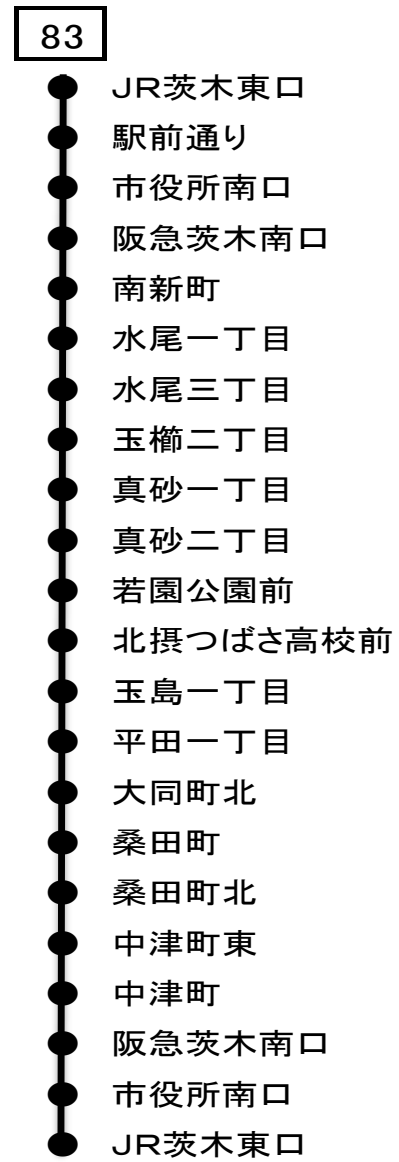 83
JR茨木東口
駅前通り
市役所南口
阪急茨木南口
南新町
水尾一丁目
水尾三丁目
玉櫛二丁目
真砂一丁目
真砂二丁目
若園公園前
北摂つばさ高校前
玉島一丁目
平田一丁目
大同町北
桑田町
桑田町北
中津町東
中津町
阪急茨木南口
市役所南口
JR茨木東口